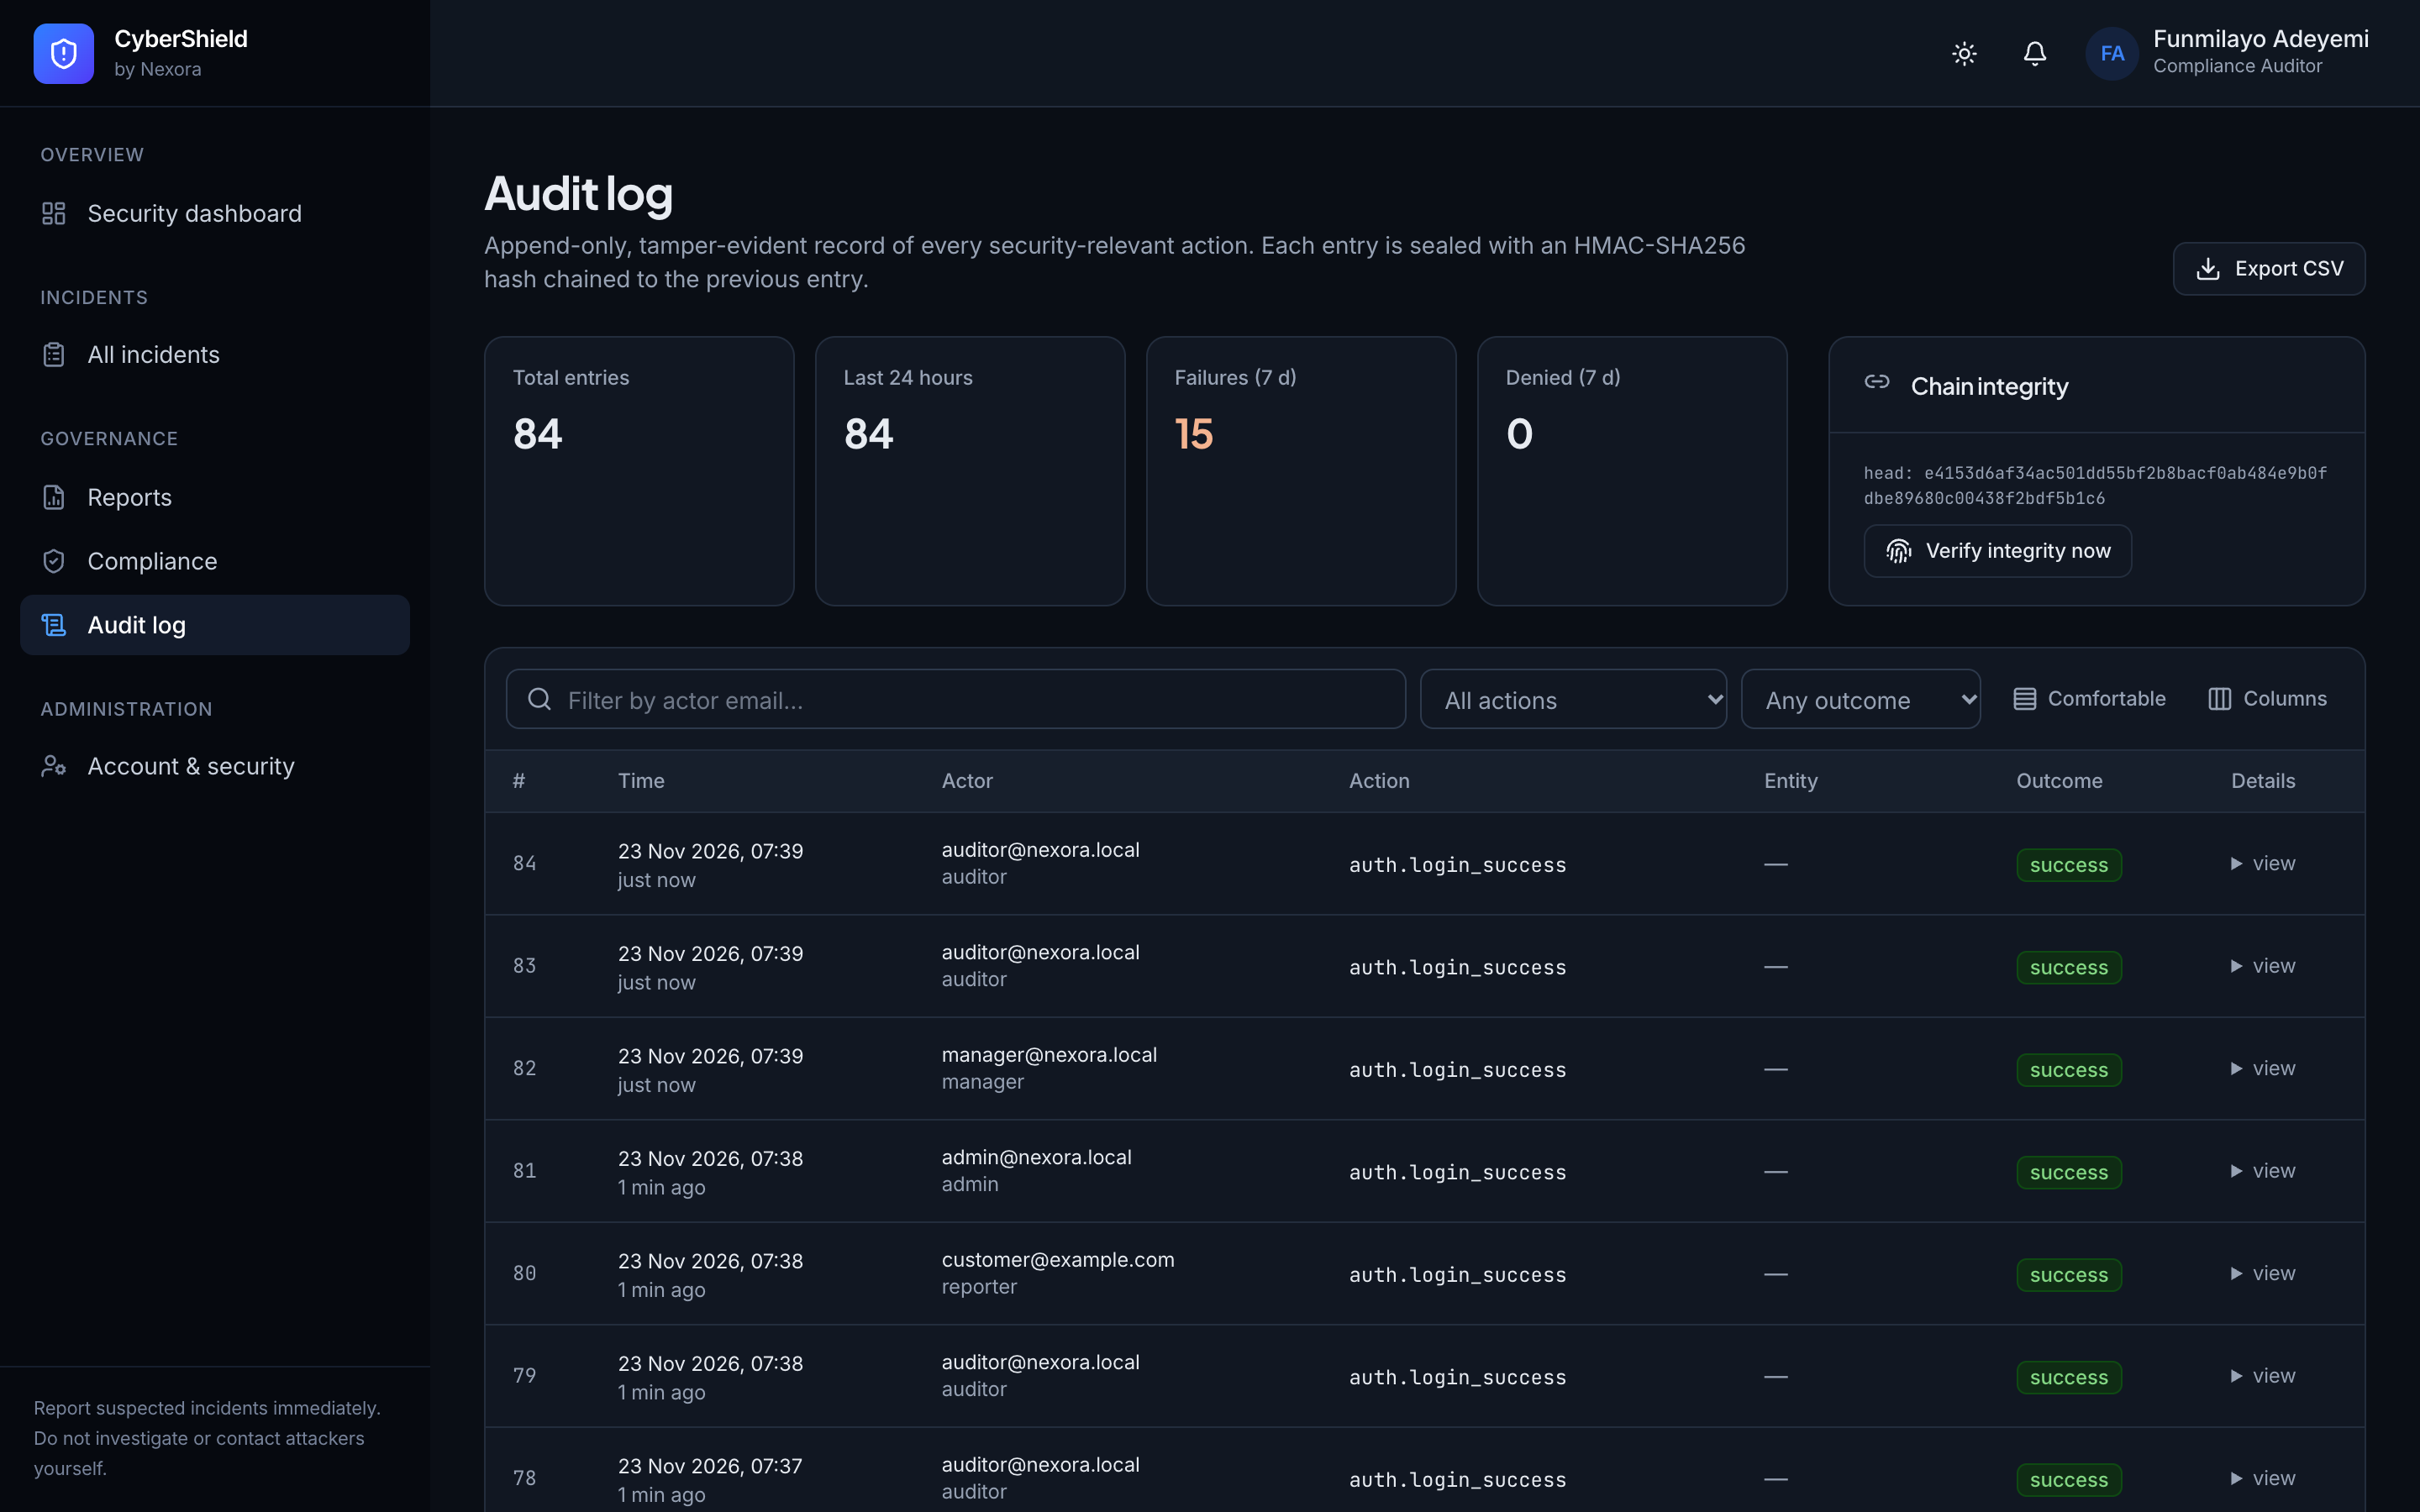 CyberShield
by Nexora
Funmilayo Adeyemi
FA
Compliance Auditor
OVERVIEW
Security dashboard
INCIDENTS
All incidents
GOVERNANCE
Reports
Compliance
Audit log
ADMINISTRATION
Account & security
Report suspected incidents immediately.
Do not investigate or contact attackers
yourself.
Audit log
Append-only, tamper-evident record of every security-relevant action. Each entry is sealed with an HMAC-SHA256
hash chained to the previous entry.
Export CSV
Total entries
84
Last 24 hours
84
Failures (7 d)
15
Denied (7 d)
0
Chain integrity
head: e4153d6af34ac501dd55bf2b8bacf0ab484e9b0f
dbe89680c00438f2bdf5b1c6
Verify integrity now
Filter by actor email...
All actions
Any outcome
Comfortable
Columns
# Time Actor Action Entity Outcome Details
84 23 Nov 2026, 07:39 auditor@nexora.local auth.login_success — success view
just now auditor
83 23 Nov 2026, 07:39 auditor@nexora.local auth.login_success — success view
just now auditor
82 23 Nov 2026, 07:39 manager@nexora.local auth.login_success — success view
just now manager
81 23 Nov 2026, 07:38 admin@nexora.local auth.login_success — success view
1 min ago admin
80 23 Nov 2026, 07:38 customer@example.com auth.login_success — success view
1 min ago reporter
79 23 Nov 2026, 07:38 auditor@nexora.local auth.login_success — success view
1 min ago auditor
78 23 Nov 2026, 07:37 auditor@nexora.local auth.login_success — success view
1 min ago auditor